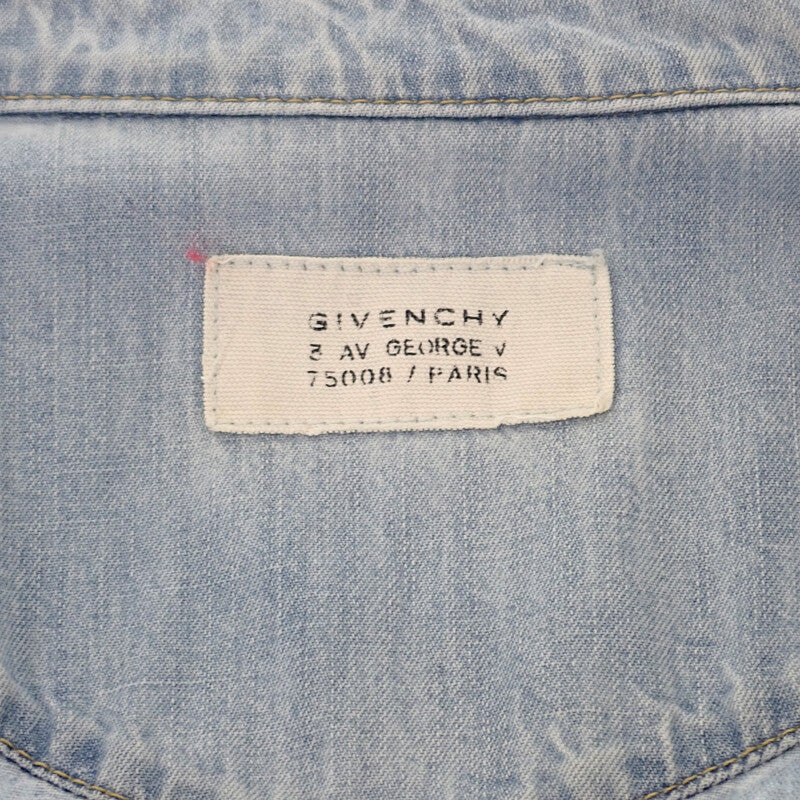 GIVENCHY
3 AV GEORGE V
75008 / PARIS